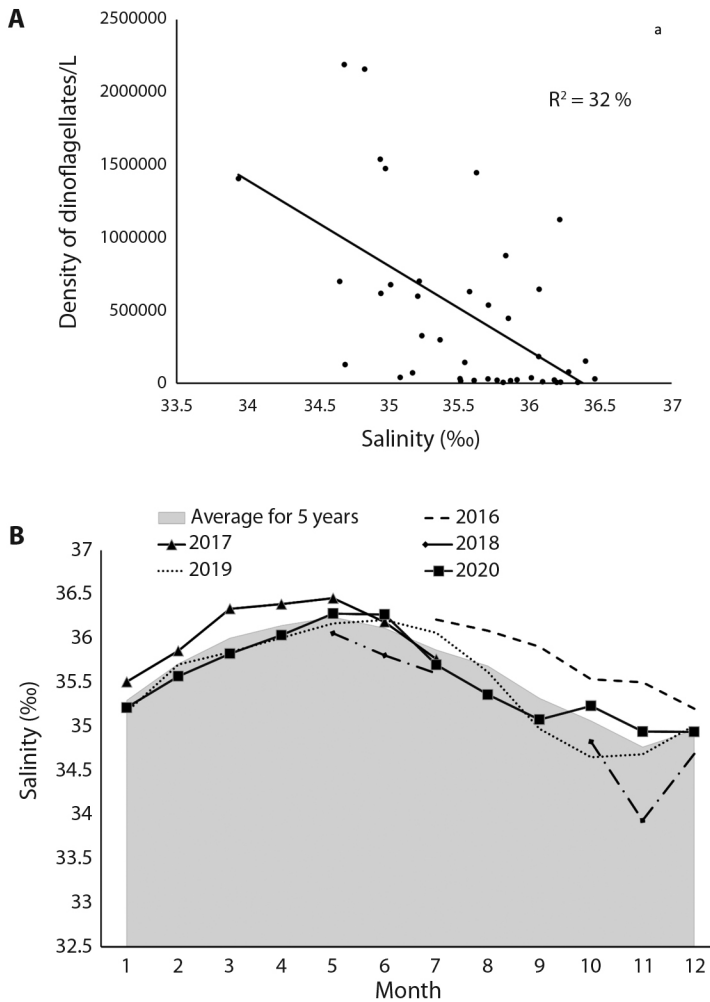 A
a
R² = 32 %
Density of dinoflagellates/L
2500000
2000000
1500000
1000000
500000
0
33.5 34 34.5 35 35.5 36 36.5 37
Salinity (‰)
B
Average for 5 years 2016
2017 2018
2019 2020
Salinity (‰)
37
36.5
36
35.5
35
34.5
34
33.5
33
32.5
1 2 3 4 5 6 7 8 9 10 11 12
Month